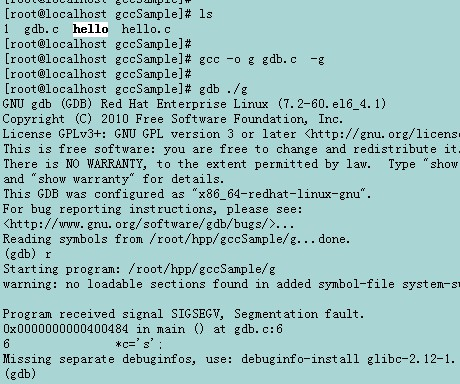 [root@localhost gccSample]# ls
1  gdb.c  hello  hello.c
[root@localhost gccSample]#
[root@localhost gccSample]# gcc -o g gdb.c  -g
[root@localhost gccSample]#
[root@localhost gccSample]# gdb ./g
GNU gdb (GDB) Red Hat Enterprise Linux (7.2-60.el6_4.1)
Copyright (C) 2010 Free Software Foundation, Inc.
License GPLv3+: GNU GPL version 3 or later <http://gnu.org/license
This is free software: you are free to change and redistribute it.
There is NO WARRANTY, to the extent permitted by law.  Type "show
and "show warranty" for details.
This GDB was configured as "x86_64-redhat-linux-gnu".
For bug reporting instructions, please see:
<http://www.gnu.org/software/gdb/bugs/>...
Reading symbols from /root/hpp/gccSample/g...done.
(gdb) r
Starting program: /root/hpp/gccSample/g
warning: no loadable sections found in added symbol-file system-su

Program received signal SIGSEGV, Segmentation fault.
0x0000000000400484 in main () at gdb.c:6
6               *c='s';
Missing separate debuginfos, use: debuginfo-install glibc-2.12-1.
(gdb)